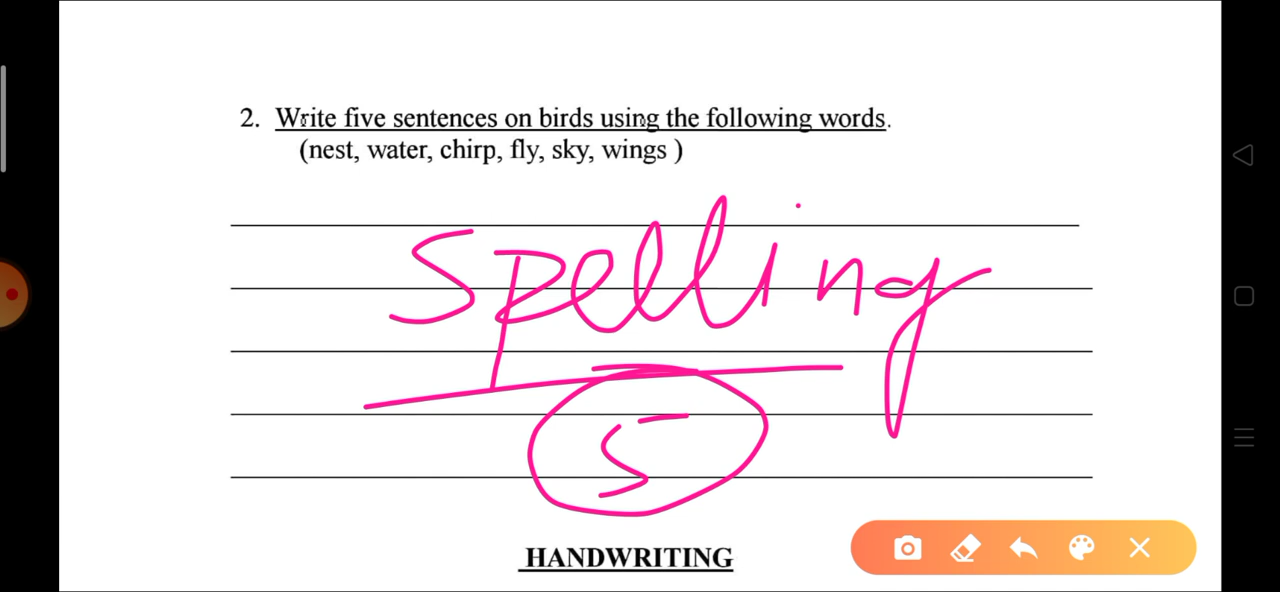 2. Write five sentences on birds using the following words.
(nest, water, chirp, fly, sky, wings )
Spelling
5
HANDWRITING